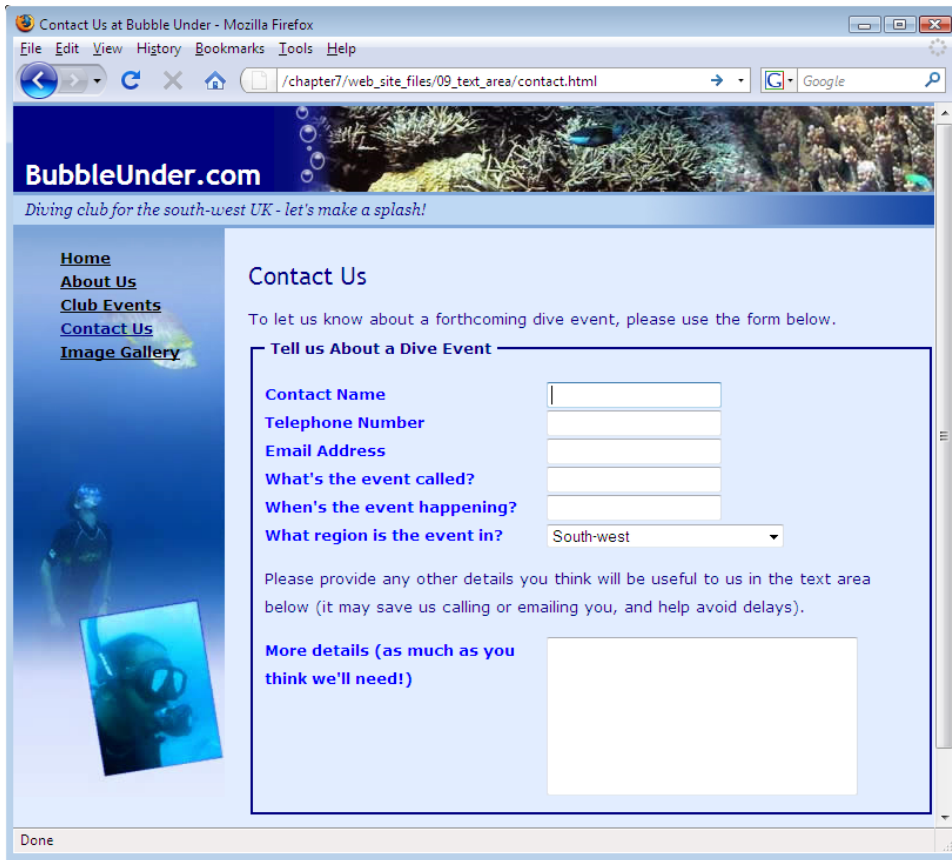 Contact Us at Bubble Under - Mozilla Firefox
File Edit View History Bookmarks Tools Help
/chapter7/web_site_files/09_text_area/contact.html
G Google
BubbleUnder.com
Diving club for the south-west UK - let's make a splash!
Home
About Us
Club Events
Contact Us
Image Gallery
Contact Us
To let us know about a forthcoming dive event, please use the form below.
Tell us About a Dive Event
Contact Name
Telephone Number
Email Address
What's the event called?
When's the event happening?
What region is the event in? South-west
Please provide any other details you think will be useful to us in the text area
below (it may save us calling or emailing you, and help avoid delays).
More details (as much as you
think we'll need!)
Done